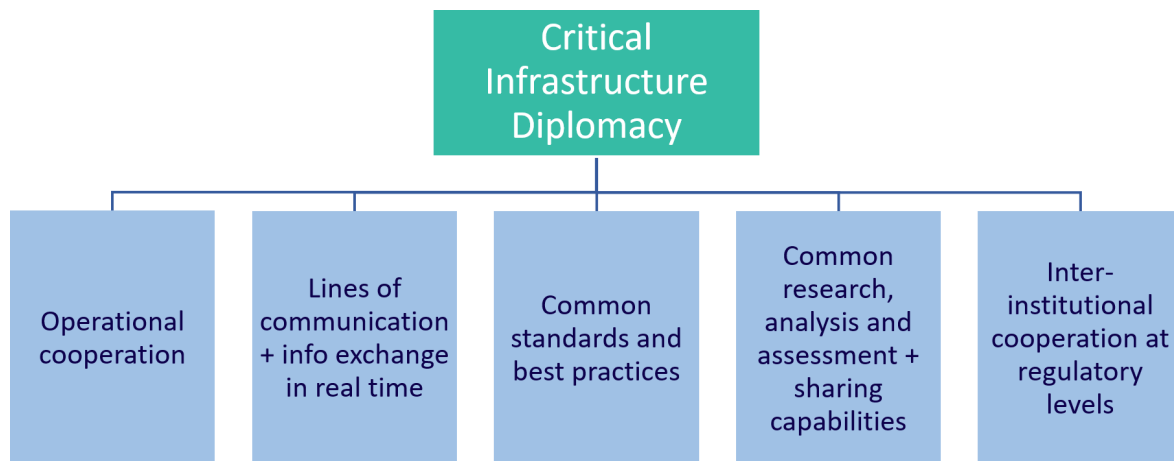 Critical
Infrastructure
Diplomacy
Operational
cooperation
Lines of
communication
+ info exchange
in real time
Common
standards and
best practices
Common
research,
analysis and
assessment +
sharing
capabilities
Inter-
institutional
cooperation at
regulatory
levels